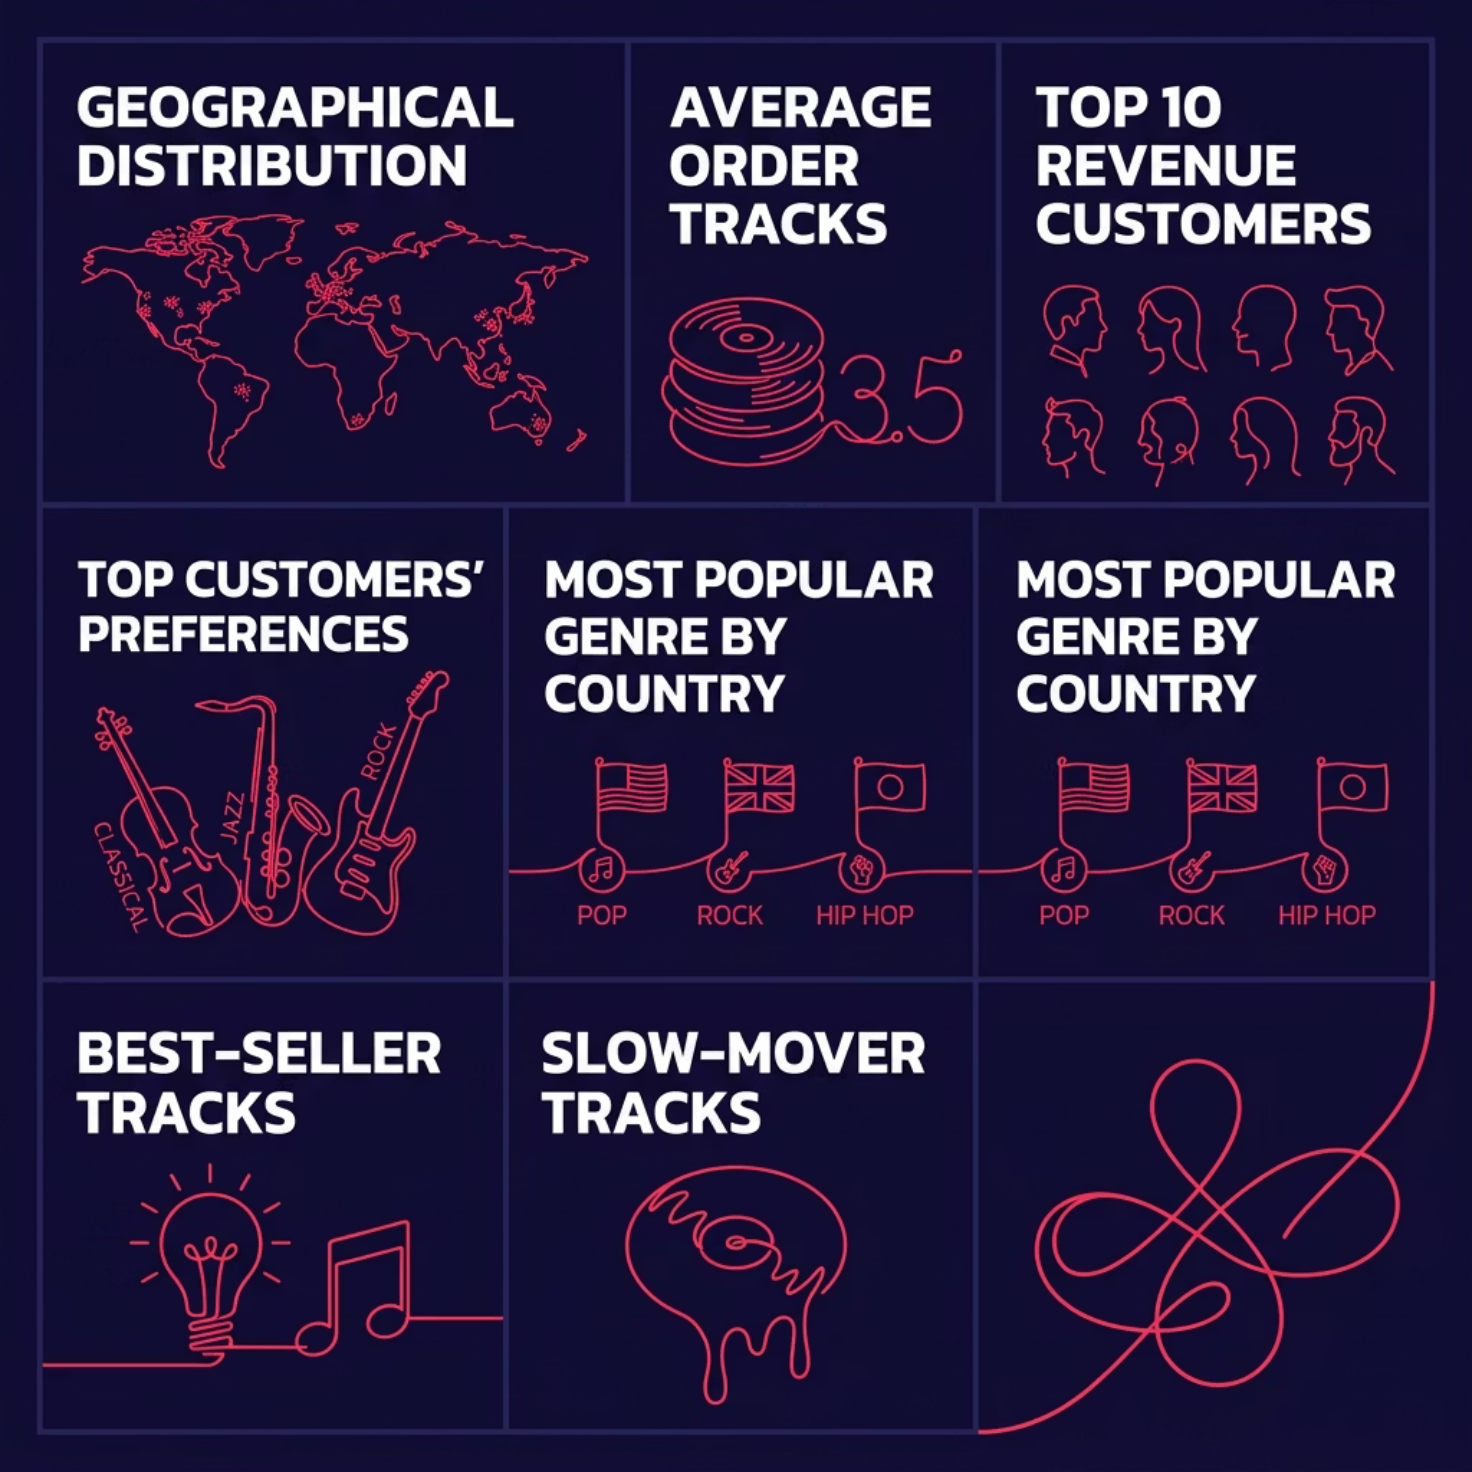 GEOGRAPHICAL
DISTRIBUTION
AVERAGE
ORDER
TRACKS
3.5
TOP 10
REVENUE
CUSTOMERS
TOP CUSTOMERS’
PREFERENCES
CLASSICAL
JAZZ
ROCK
MOST POPULAR
GENRE BY
COUNTRY
POP
ROCK
HIP HOP
MOST POPULAR
GENRE BY
COUNTRY
POP
ROCK
HIP HOP
BEST-SELLER
TRACKS
SLOW-MOVER
TRACKS